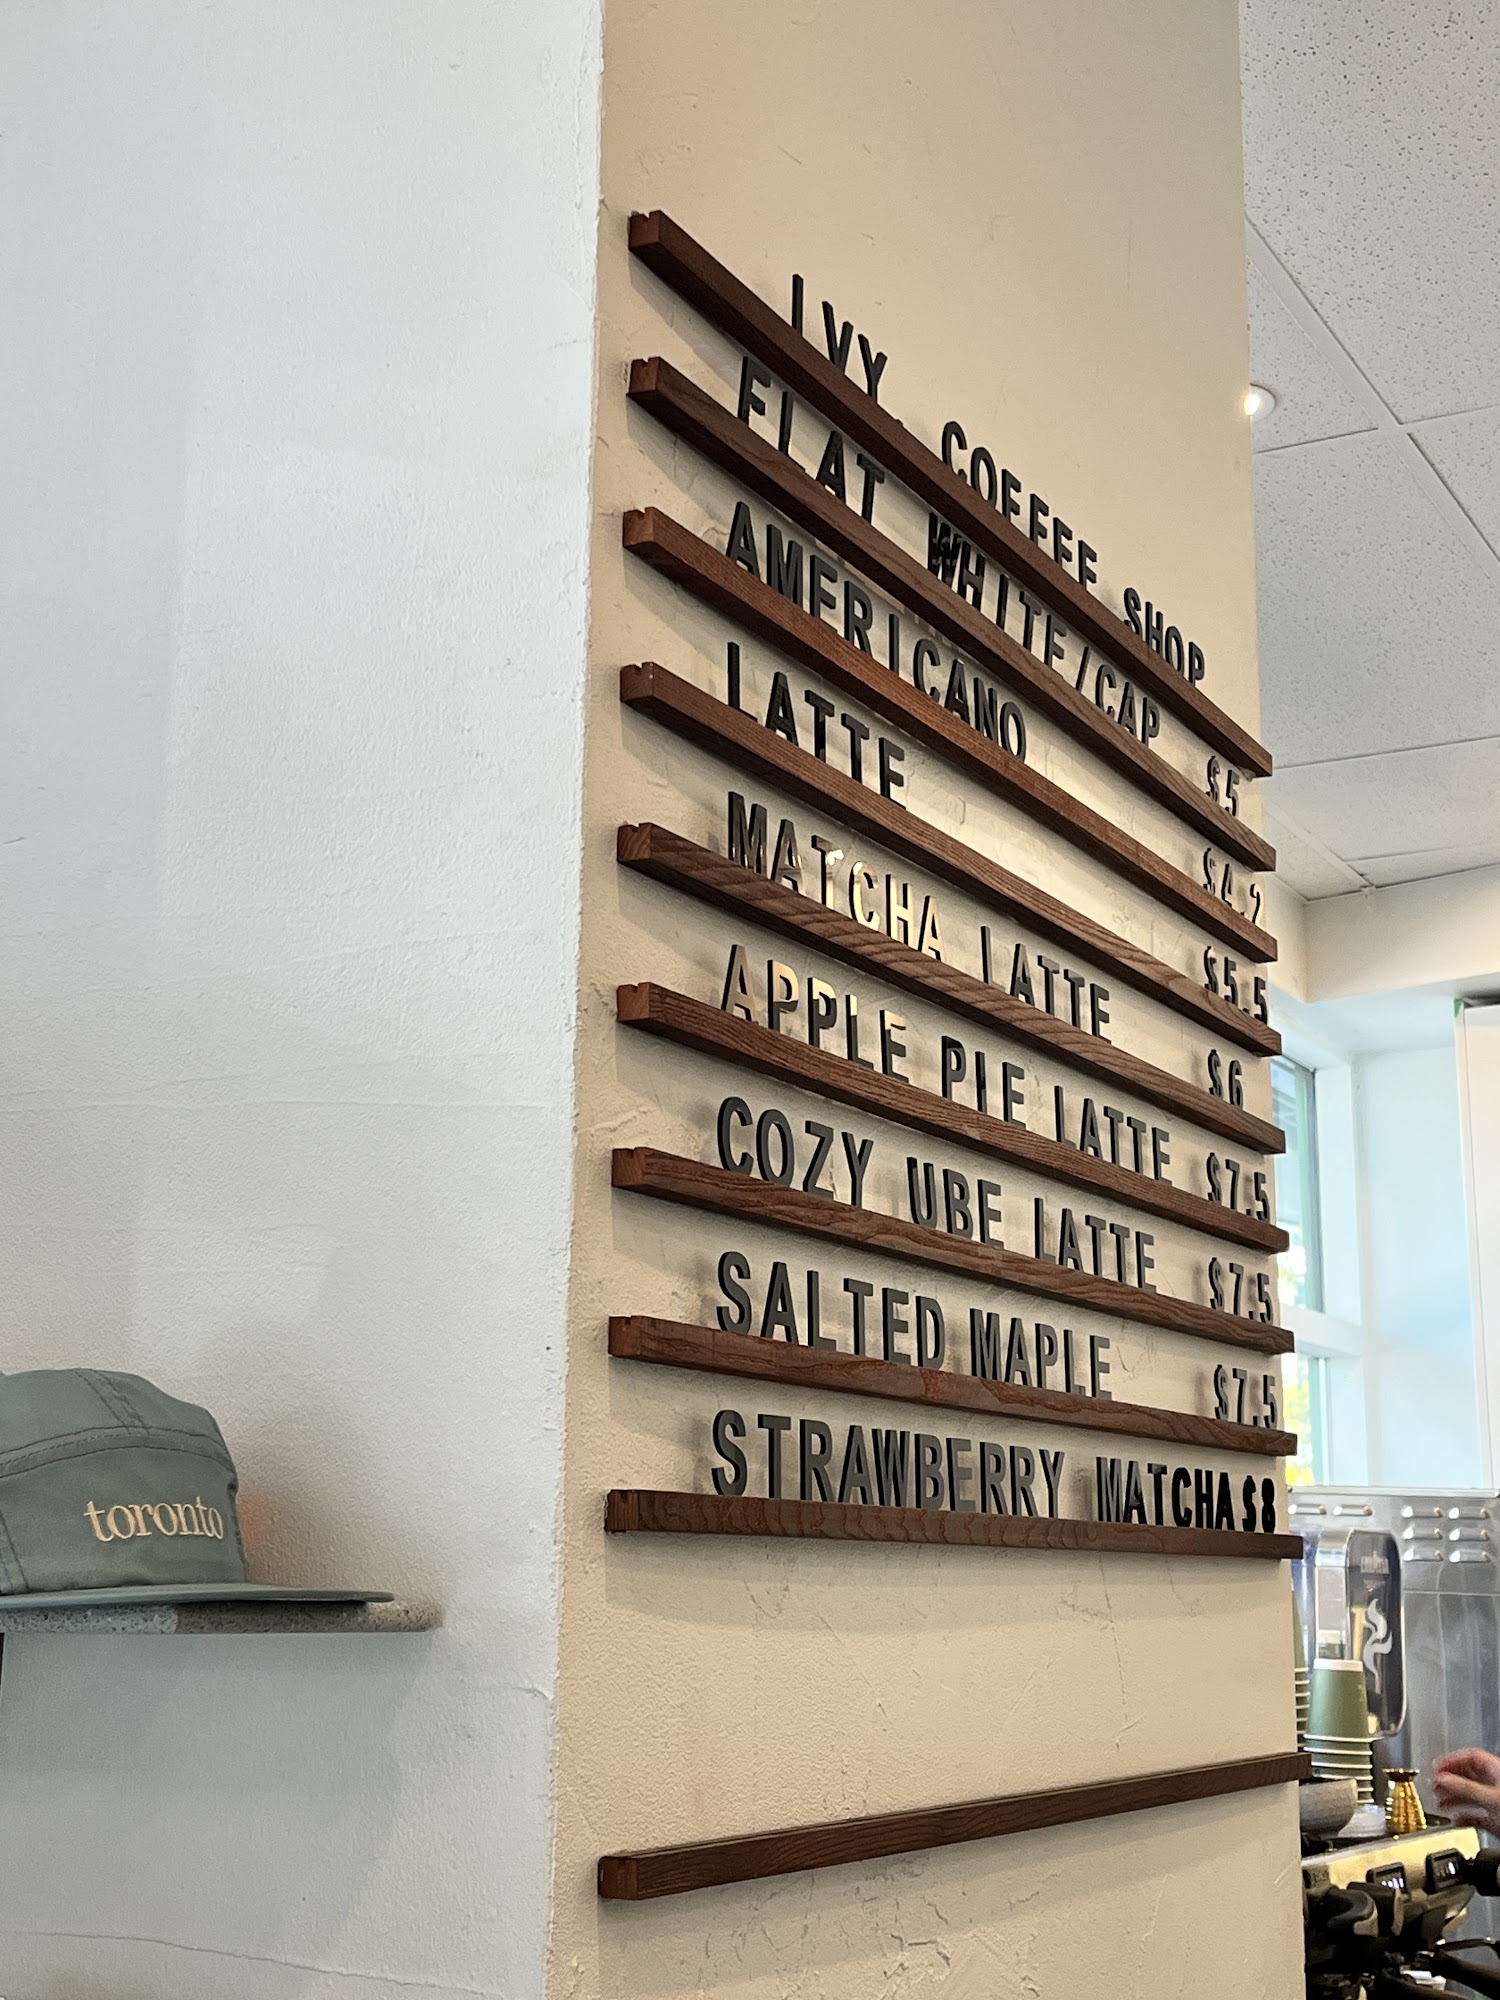 IVY COFFEE SHOP
FLAT WHITE/CAP $5
AMERICANO $4.2
LATTE $5.5
MATCHA LATTE $6
APPLE PIE LATTE $7.5
COZY UBE LATTE $7.5
SALTED MAPLE $7.5
STRAWBERRY MATCHA $8
toronto